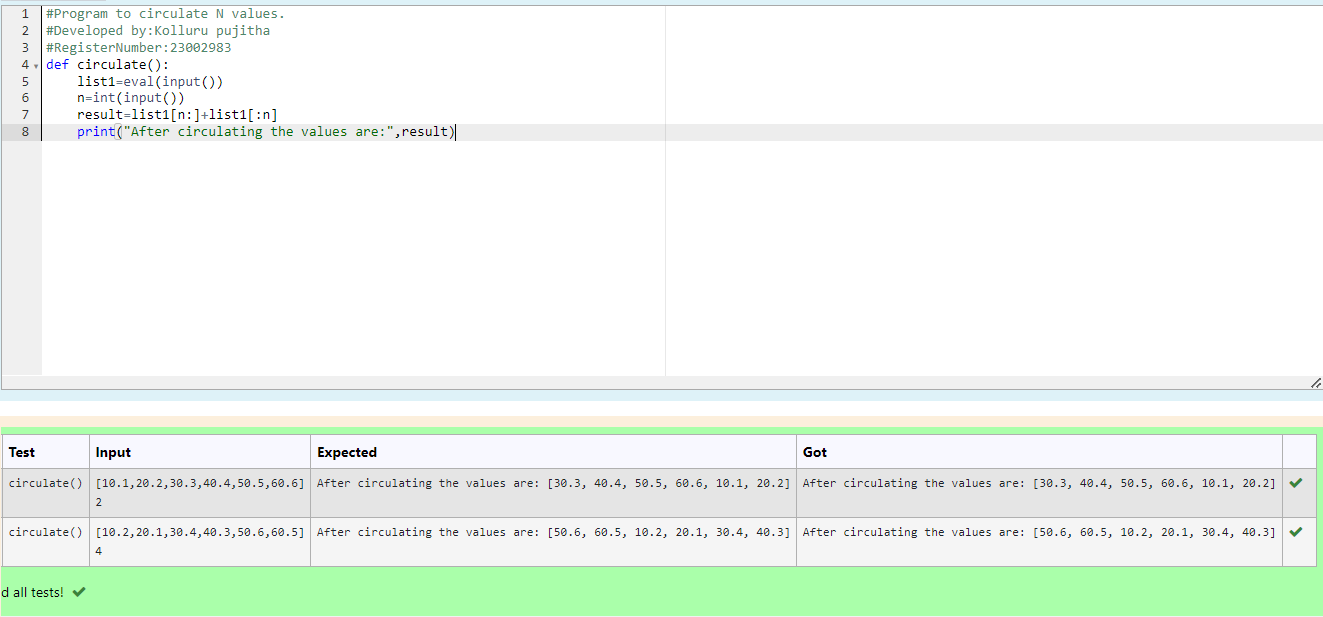 1 #Program to circulate N values.
2 #Developed by:Kolluru pujitha
3 #RegisterNumber:23002983
4 def circulate():
5     list1=eval(input())
6     n=int(input())
7     result=list1[n:]+list1[:n]
8     print("After circulating the values are:",result)
Test Input Expected Got
circulate() [10.1,20.2,30.3,40.4,50.5,60.6] After circulating the values are: [30.3, 40.4, 50.5, 60.6, 10.1, 20.2] After circulating the values are: [30.3, 40.4, 50.5, 60.6, 10.1, 20.2]
2
circulate() [10.2,20.1,30.4,40.3,50.6,60.5] After circulating the values are: [50.6, 60.5, 10.2, 20.1, 30.4, 40.3] After circulating the values are: [50.6, 60.5, 10.2, 20.1, 30.4, 40.3]
4
d all tests!